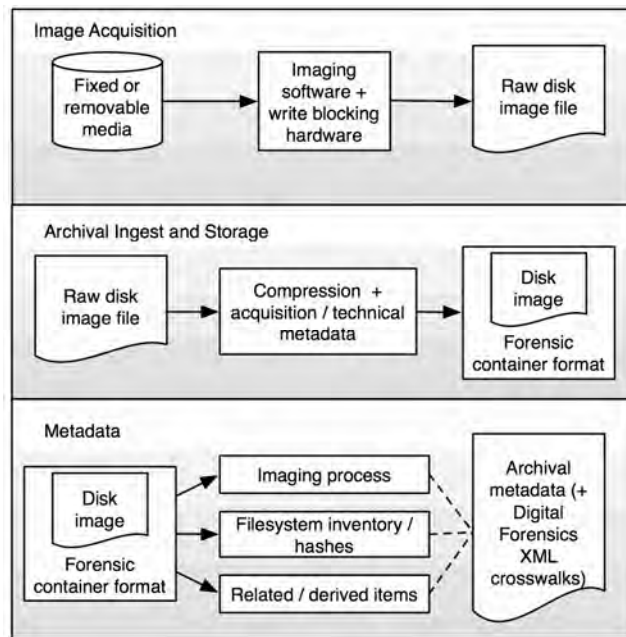 Image Acquisition
Fixed or
removable
media
Imaging
software +
write blocking
hardware
Raw disk
image file
Archival Ingest and Storage
Raw disk
image file
Compression +
acquisition / technical
metadata
Disk
image
Forensic
container format
Metadata
Disk
image
Forensic
container format
Imaging process
Filesystem inventory /
hashes
Related / derived items
Archival
metadata (+
Digital
Forensics
XML
crosswalks)